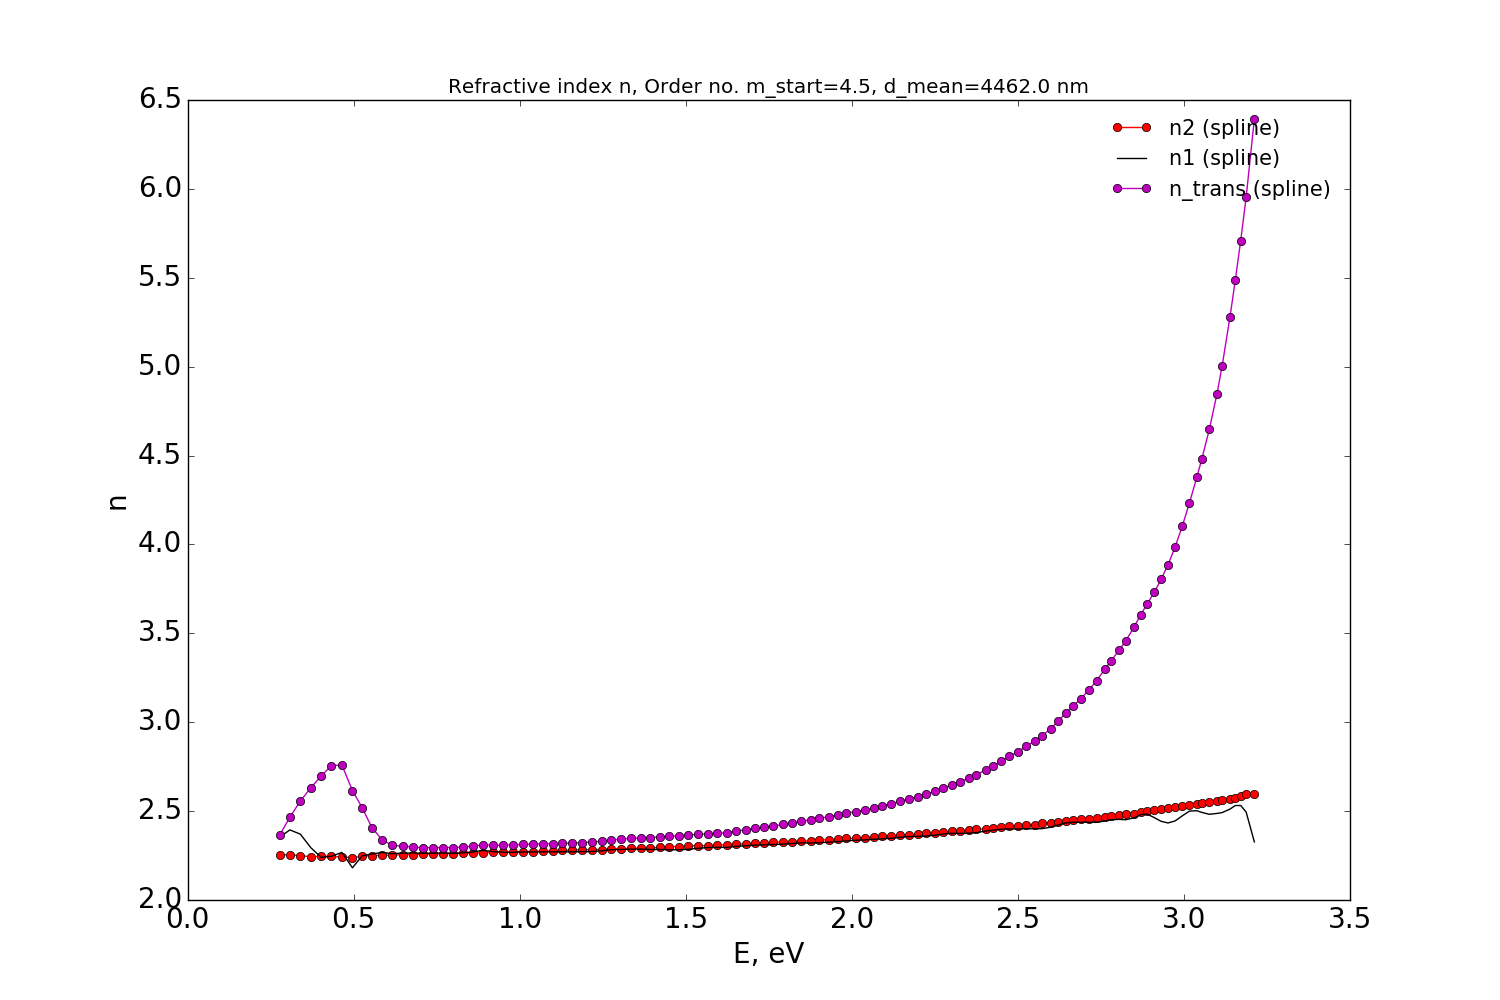 Refractive index n, Order no. m_start=4.5, d_mean=4462.0 nm
6.5
6.0
5.5
5.0
4.5
4.0
3.5
3.0
2.5
2.0
n
n2 (spline)
n1 (spline)
n_trans (spline)
0.0 0.5 1.0 1.5 2.0 2.5 3.0 3.5
E, eV